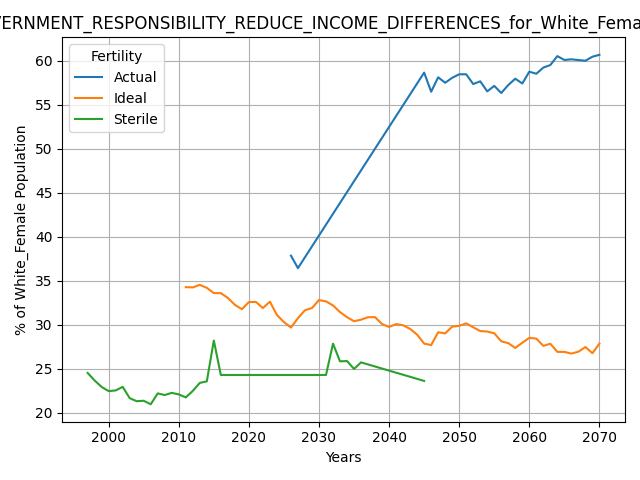 VERNMENT_RESPONSIBILITY_REDUCE_INCOME_DIFFERENCES_for_White_Fema
Fertility
Actual
Ideal
Sterile
% of White_Female Population
60
55
50
45
40
35
30
25
20
2000 2010 2020 2030 2040 2050 2060 2070
Years